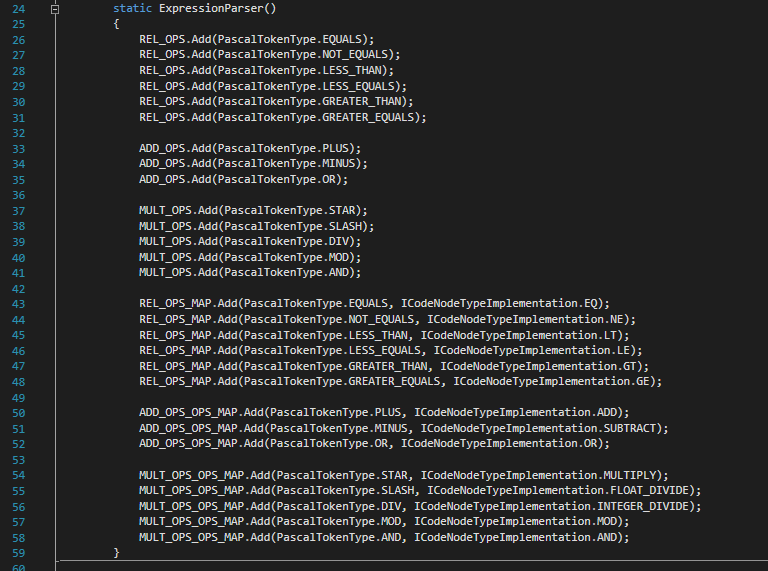 24 static ExpressionParser()
25 {
26 REL_OPS.Add(PascalTokenType.EQUALS);
27 REL_OPS.Add(PascalTokenType.NOT_EQUALS);
28 REL_OPS.Add(PascalTokenType.LESS_THAN);
29 REL_OPS.Add(PascalTokenType.LESS_EQUALS);
30 REL_OPS.Add(PascalTokenType.GREATER_THAN);
31 REL_OPS.Add(PascalTokenType.GREATER_EQUALS);
32
33 ADD_OPS.Add(PascalTokenType.PLUS);
34 ADD_OPS.Add(PascalTokenType.MINUS);
35 ADD_OPS.Add(PascalTokenType.OR);
36
37 MULT_OPS.Add(PascalTokenType.STAR);
38 MULT_OPS.Add(PascalTokenType.SLASH);
39 MULT_OPS.Add(PascalTokenType.DIV);
40 MULT_OPS.Add(PascalTokenType.MOD);
41 MULT_OPS.Add(PascalTokenType.AND);
42
43 REL_OPS_MAP.Add(PascalTokenType.EQUALS, ICodeNodeTypeImplementation.EQ);
44 REL_OPS_MAP.Add(PascalTokenType.NOT_EQUALS, ICodeNodeTypeImplementation.NE);
45 REL_OPS_MAP.Add(PascalTokenType.LESS_THAN, ICodeNodeTypeImplementation.LT);
46 REL_OPS_MAP.Add(PascalTokenType.LESS_EQUALS, ICodeNodeTypeImplementation.LE);
47 REL_OPS_MAP.Add(PascalTokenType.GREATER_THAN, ICodeNodeTypeImplementation.GT);
48 REL_OPS_MAP.Add(PascalTokenType.GREATER_EQUALS, ICodeNodeTypeImplementation.GE);
49
50 ADD_OPS_OPS_MAP.Add(PascalTokenType.PLUS, ICodeNodeTypeImplementation.ADD);
51 ADD_OPS_OPS_MAP.Add(PascalTokenType.MINUS, ICodeNodeTypeImplementation.SUBTRACT);
52 ADD_OPS_OPS_MAP.Add(PascalTokenType.OR, ICodeNodeTypeImplementation.OR);
53
54 MULT_OPS_OPS_MAP.Add(PascalTokenType.STAR, ICodeNodeTypeImplementation.MULTIPLY);
55 MULT_OPS_OPS_MAP.Add(PascalTokenType.SLASH, ICodeNodeTypeImplementation.FLOAT_DIVIDE);
56 MULT_OPS_OPS_MAP.Add(PascalTokenType.DIV, ICodeNodeTypeImplementation.INTEGER_DIVIDE);
57 MULT_OPS_OPS_MAP.Add(PascalTokenType.MOD, ICodeNodeTypeImplementation.MOD);
58 MULT_OPS_OPS_MAP.Add(PascalTokenType.AND, ICodeNodeTypeImplementation.AND);
59 }
60